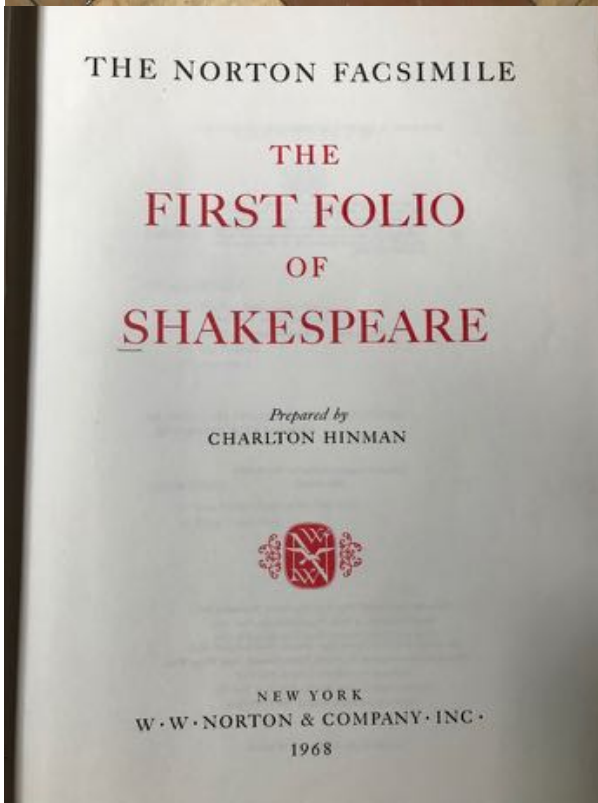 THE NORTON FACSIMILE
THE
FIRST FOLIO
OF
SHAKESPEARE
Prepared by
CHARLTON HINMAN
NEW YORK
W · W · NORTON & COMPANY · INC ·
1968